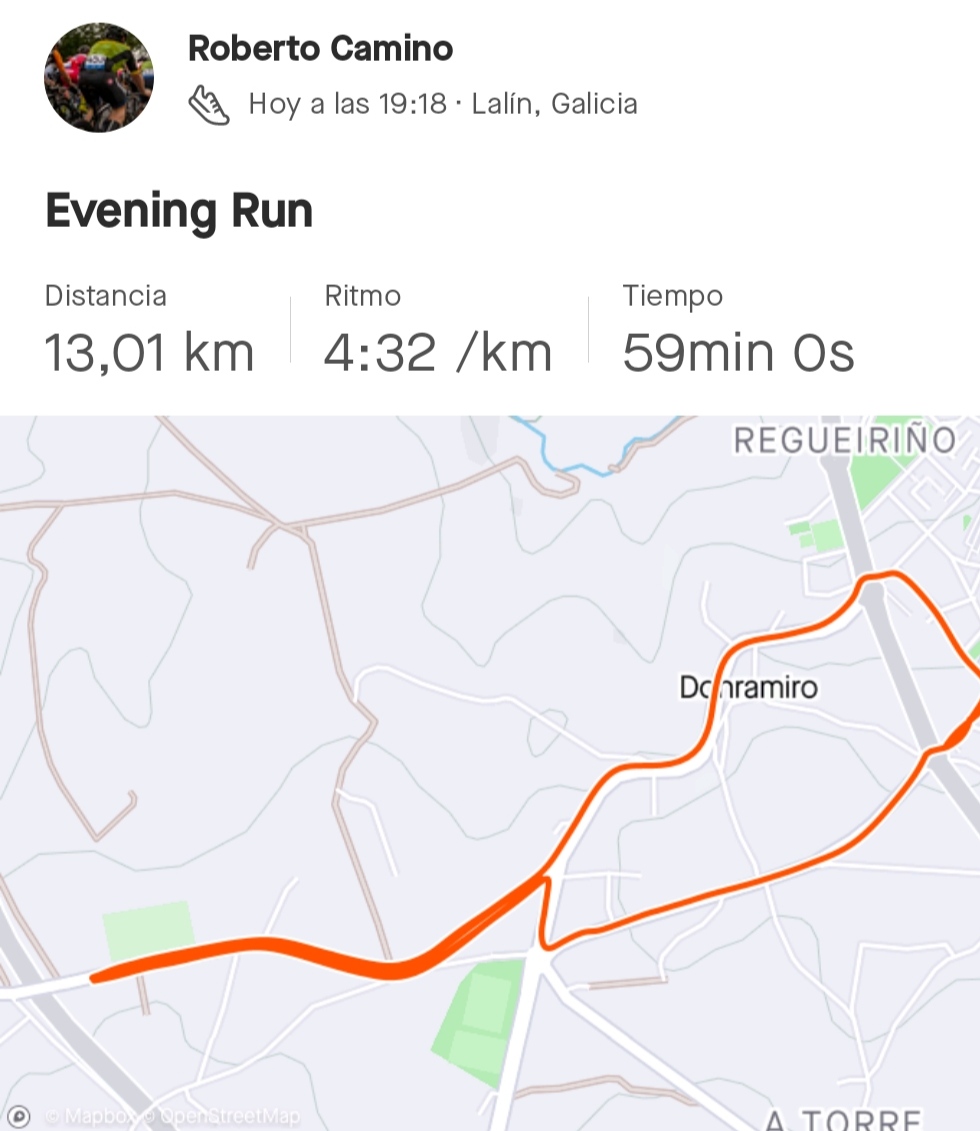 Roberto Camino
Hoy a las 19:18 · Lalín, Galicia
Evening Run
Distancia
13,01 km
Ritmo
4:32 /km
Tiempo
59min 0s
REGUEIRIÑO
Donramiro
© Mapbox © OpenStreetMap
A TORRE